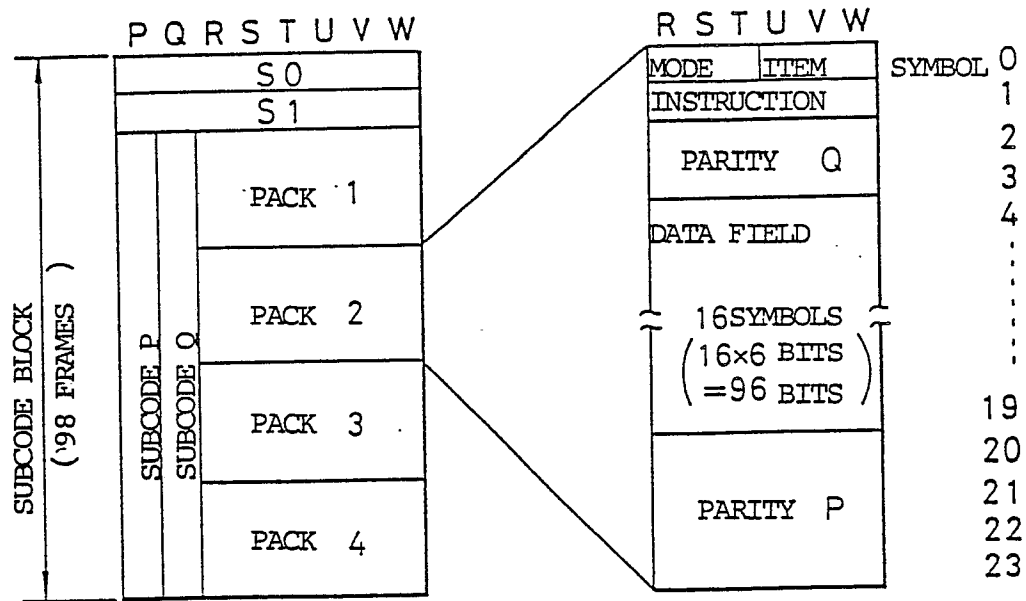 P Q R S T U V W
S0
S1
PACK 1
PACK 2
PACK 3
PACK 4
SUBCODE P
SUBCODE Q
SUBCODE BLOCK
('98 FRAMES )
R S T U V W
MODE ITEM
INSTRUCTION
PARITY Q
DATA FIELD
16SYMBOLS
(16×6 BITS
=96 BITS)
PARITY P
SYMBOL 0
1
2
3
4
19
20
21
22
23